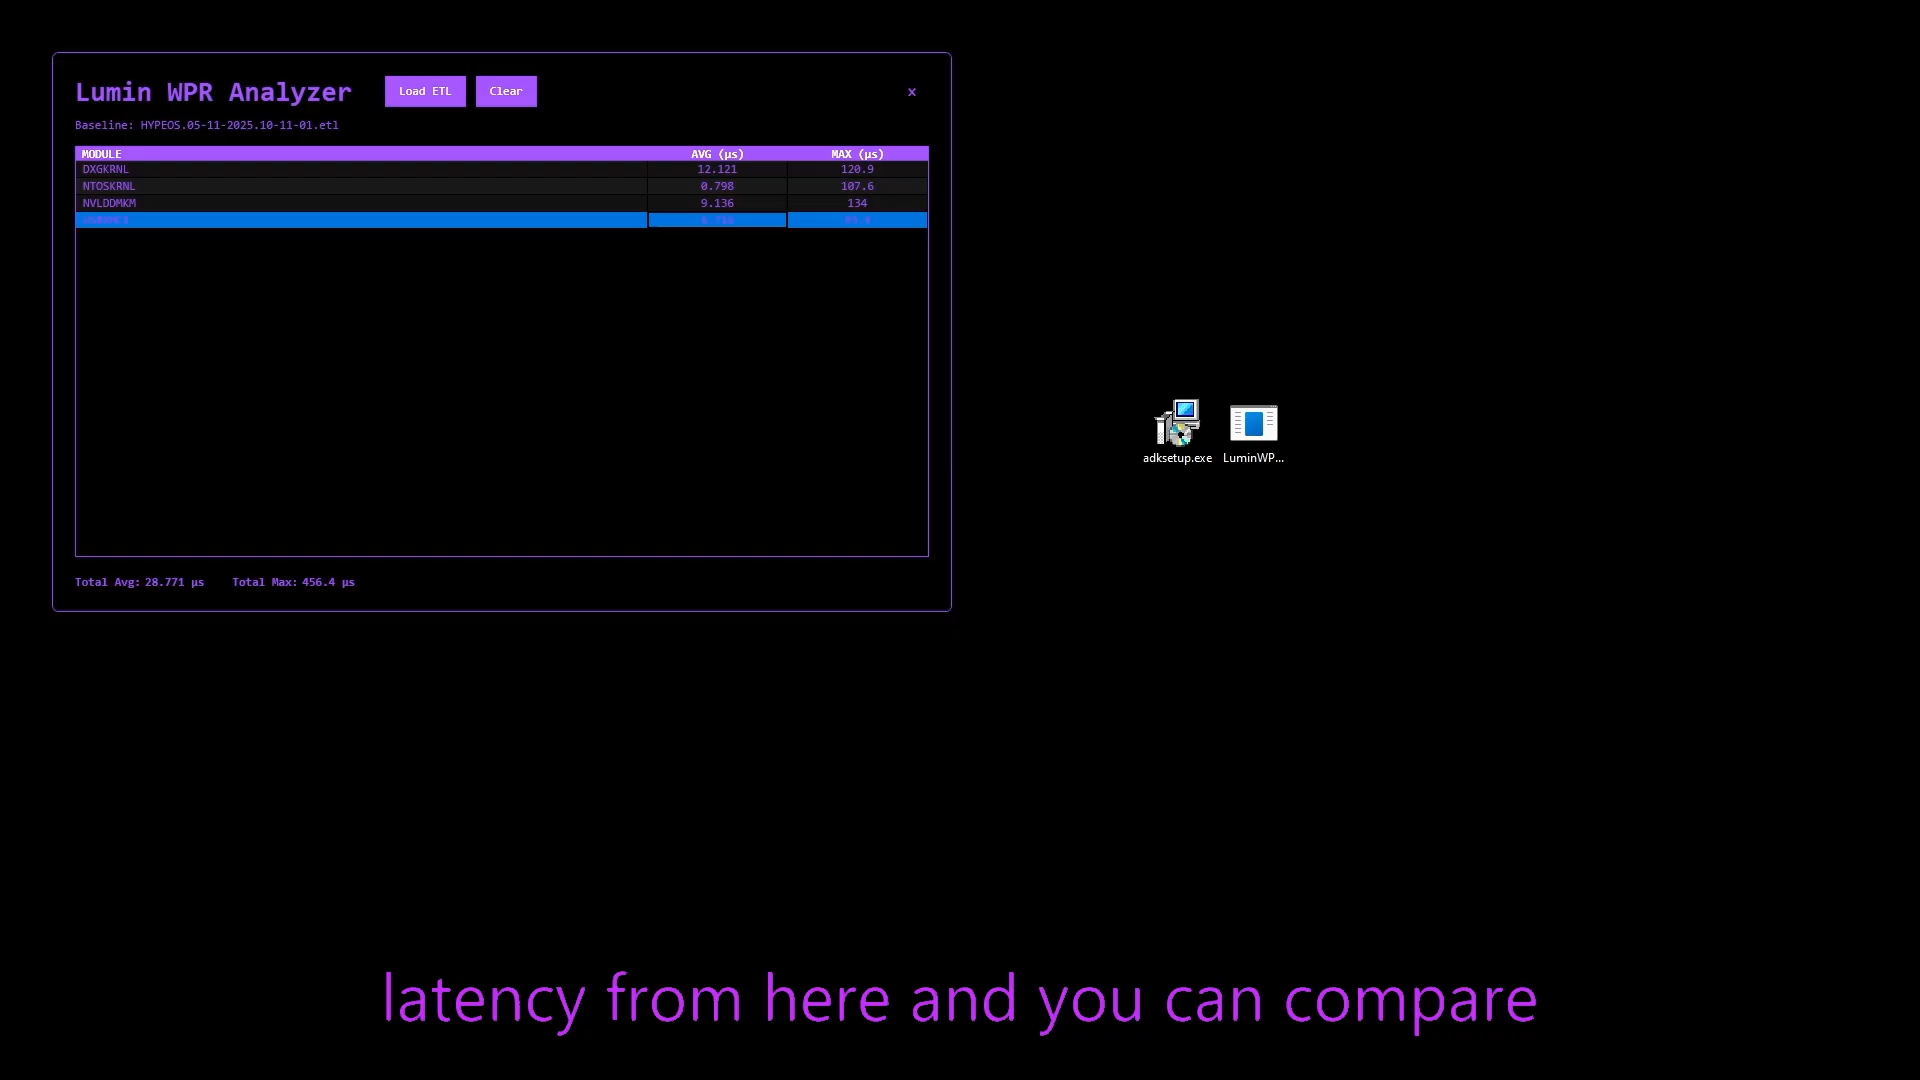 Lumin WPR Analyzer
Load ETL
Clear
x
Baseline: HYPEOS.05-11-2025.10-11-01.etl
MODULE AVG (µs) MAX (µs)
DXGKRNL 12.121 120.9
NTOSKRNL 0.798 107.6
NVLDDMKM 9.136 134
Total Avg: 28.771 µs Total Max: 456.4 µs
adksetup.exe
LuminWP...
latency from here and you can compare